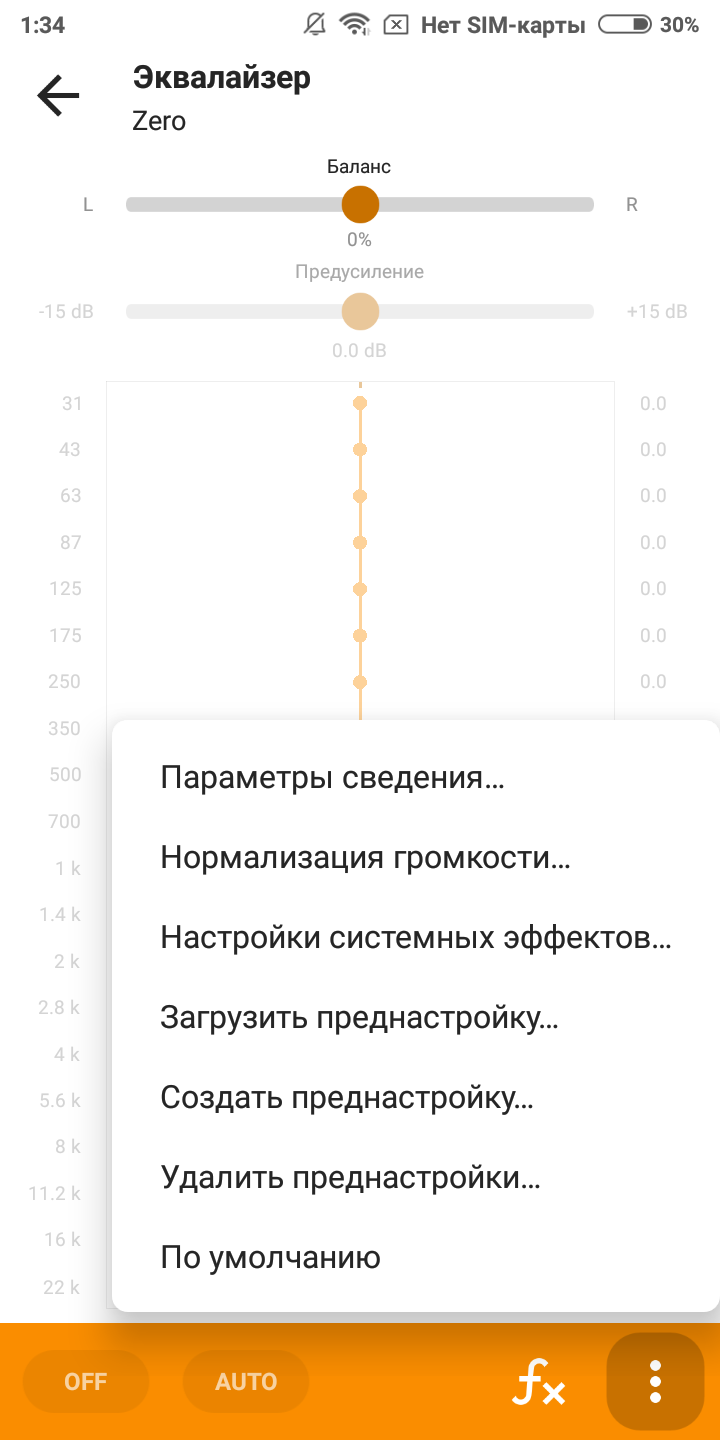 1:34 Нет SIM-карты 30%
Эквалайзер
Zero
Баланс
L R
0%
Предусиление
-15 dB +15 dB
0.0 dB
31 0.0
43 0.0
63 0.0
87 0.0
125 0.0
175 0.0
250 0.0
350
500
700
1 k
1.4 k
2 k
2.8 k
4 k
5.6 k
8 k
11.2 k
16 k
22 k
Параметры сведения...
Нормализация громкости...
Настройки системных эффектов...
Загрузить преднастройку...
Создать преднастройку...
Удалить преднастройки...
По умолчанию
OFF AUTO fx